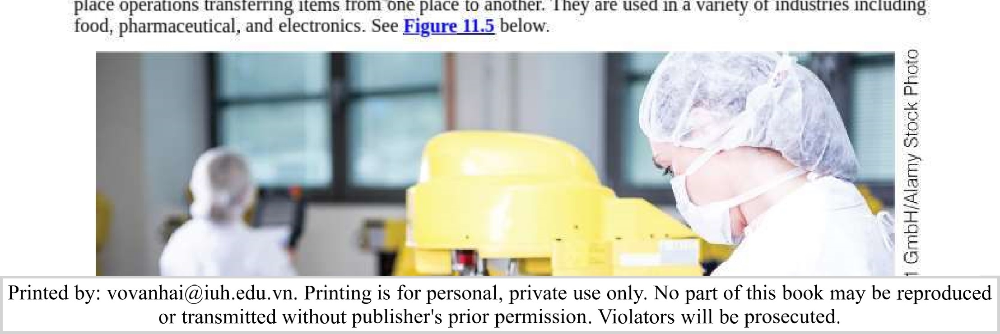 place operations transferring items from one place to another. They are used in a variety of industries including
food, pharmaceutical, and electronics. See Figure 11.5 below.
GmbH/Alamy Stock Photo
Printed by: vovanhai@iuh.edu.vn. Printing is for personal, private use only. No part of this book may be reproduced
or transmitted without publisher's prior permission. Violators will be prosecuted.